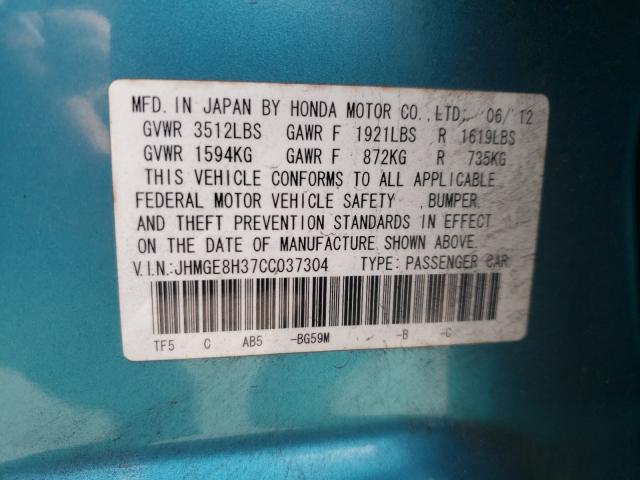 MFD. IN JAPAN BY HONDA MOTOR CO., LTD. 06/'12
GVWR 3512LBS GAWR F 1921LBS R 1619LBS
GVWR 1594KG GAWR F 872KG R 735KG
THIS VEHICLE CONFORMS TO ALL APPLICABLE
FEDERAL MOTOR VEHICLE SAFETY ,BUMPER,
AND THEFT PREVENTION STANDARDS IN EFFECT
ON THE DATE OF MANUFACTURE SHOWN ABOVE.
V.I.N.:JHMGE8H37CC037304 TYPE: PASSENGER CAR
TF5 C AB5 -BG59M -B -C